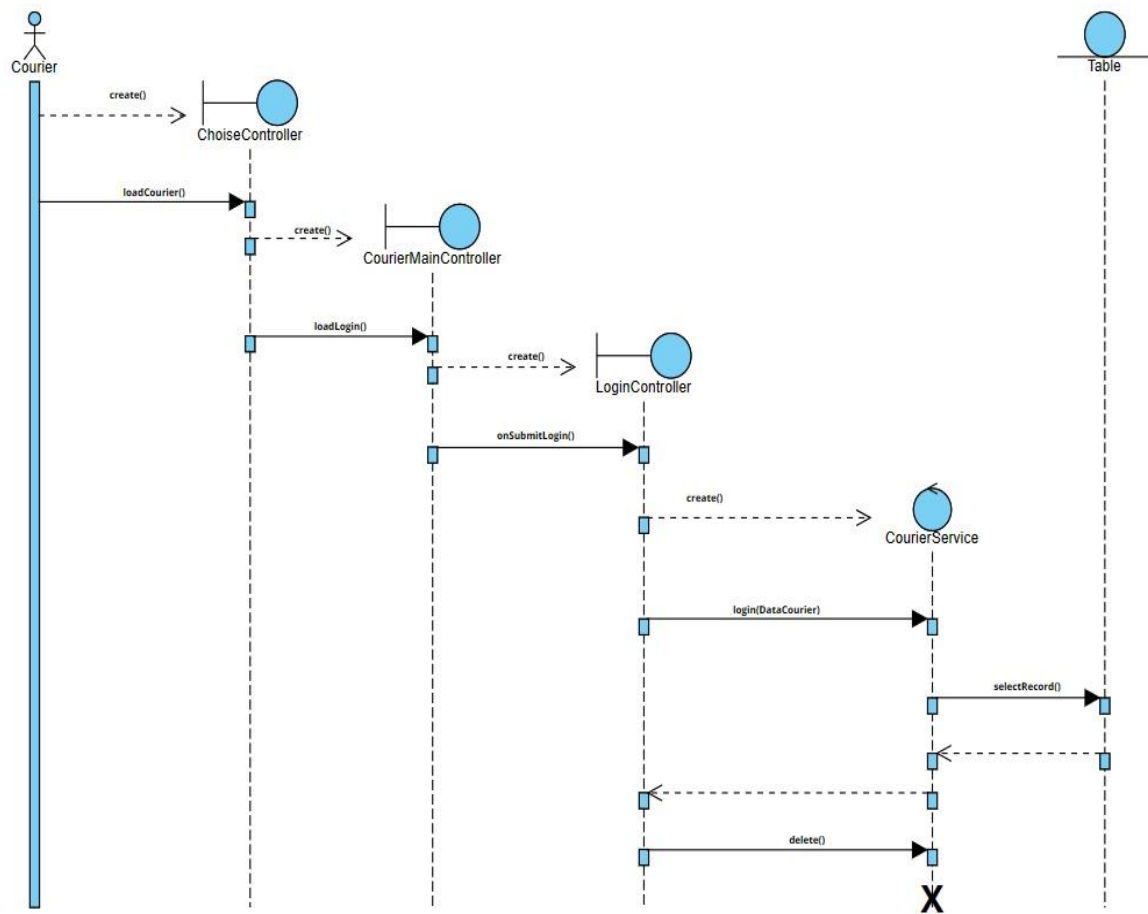 Courier
Table
create()
ChoiseController
loadCourier()
create()
CourierMainController
loadLogin()
create()
LoginController
onSubmitLogin()
create()
CourierService
login(DataCourier)
selectRecord()
delete()
X